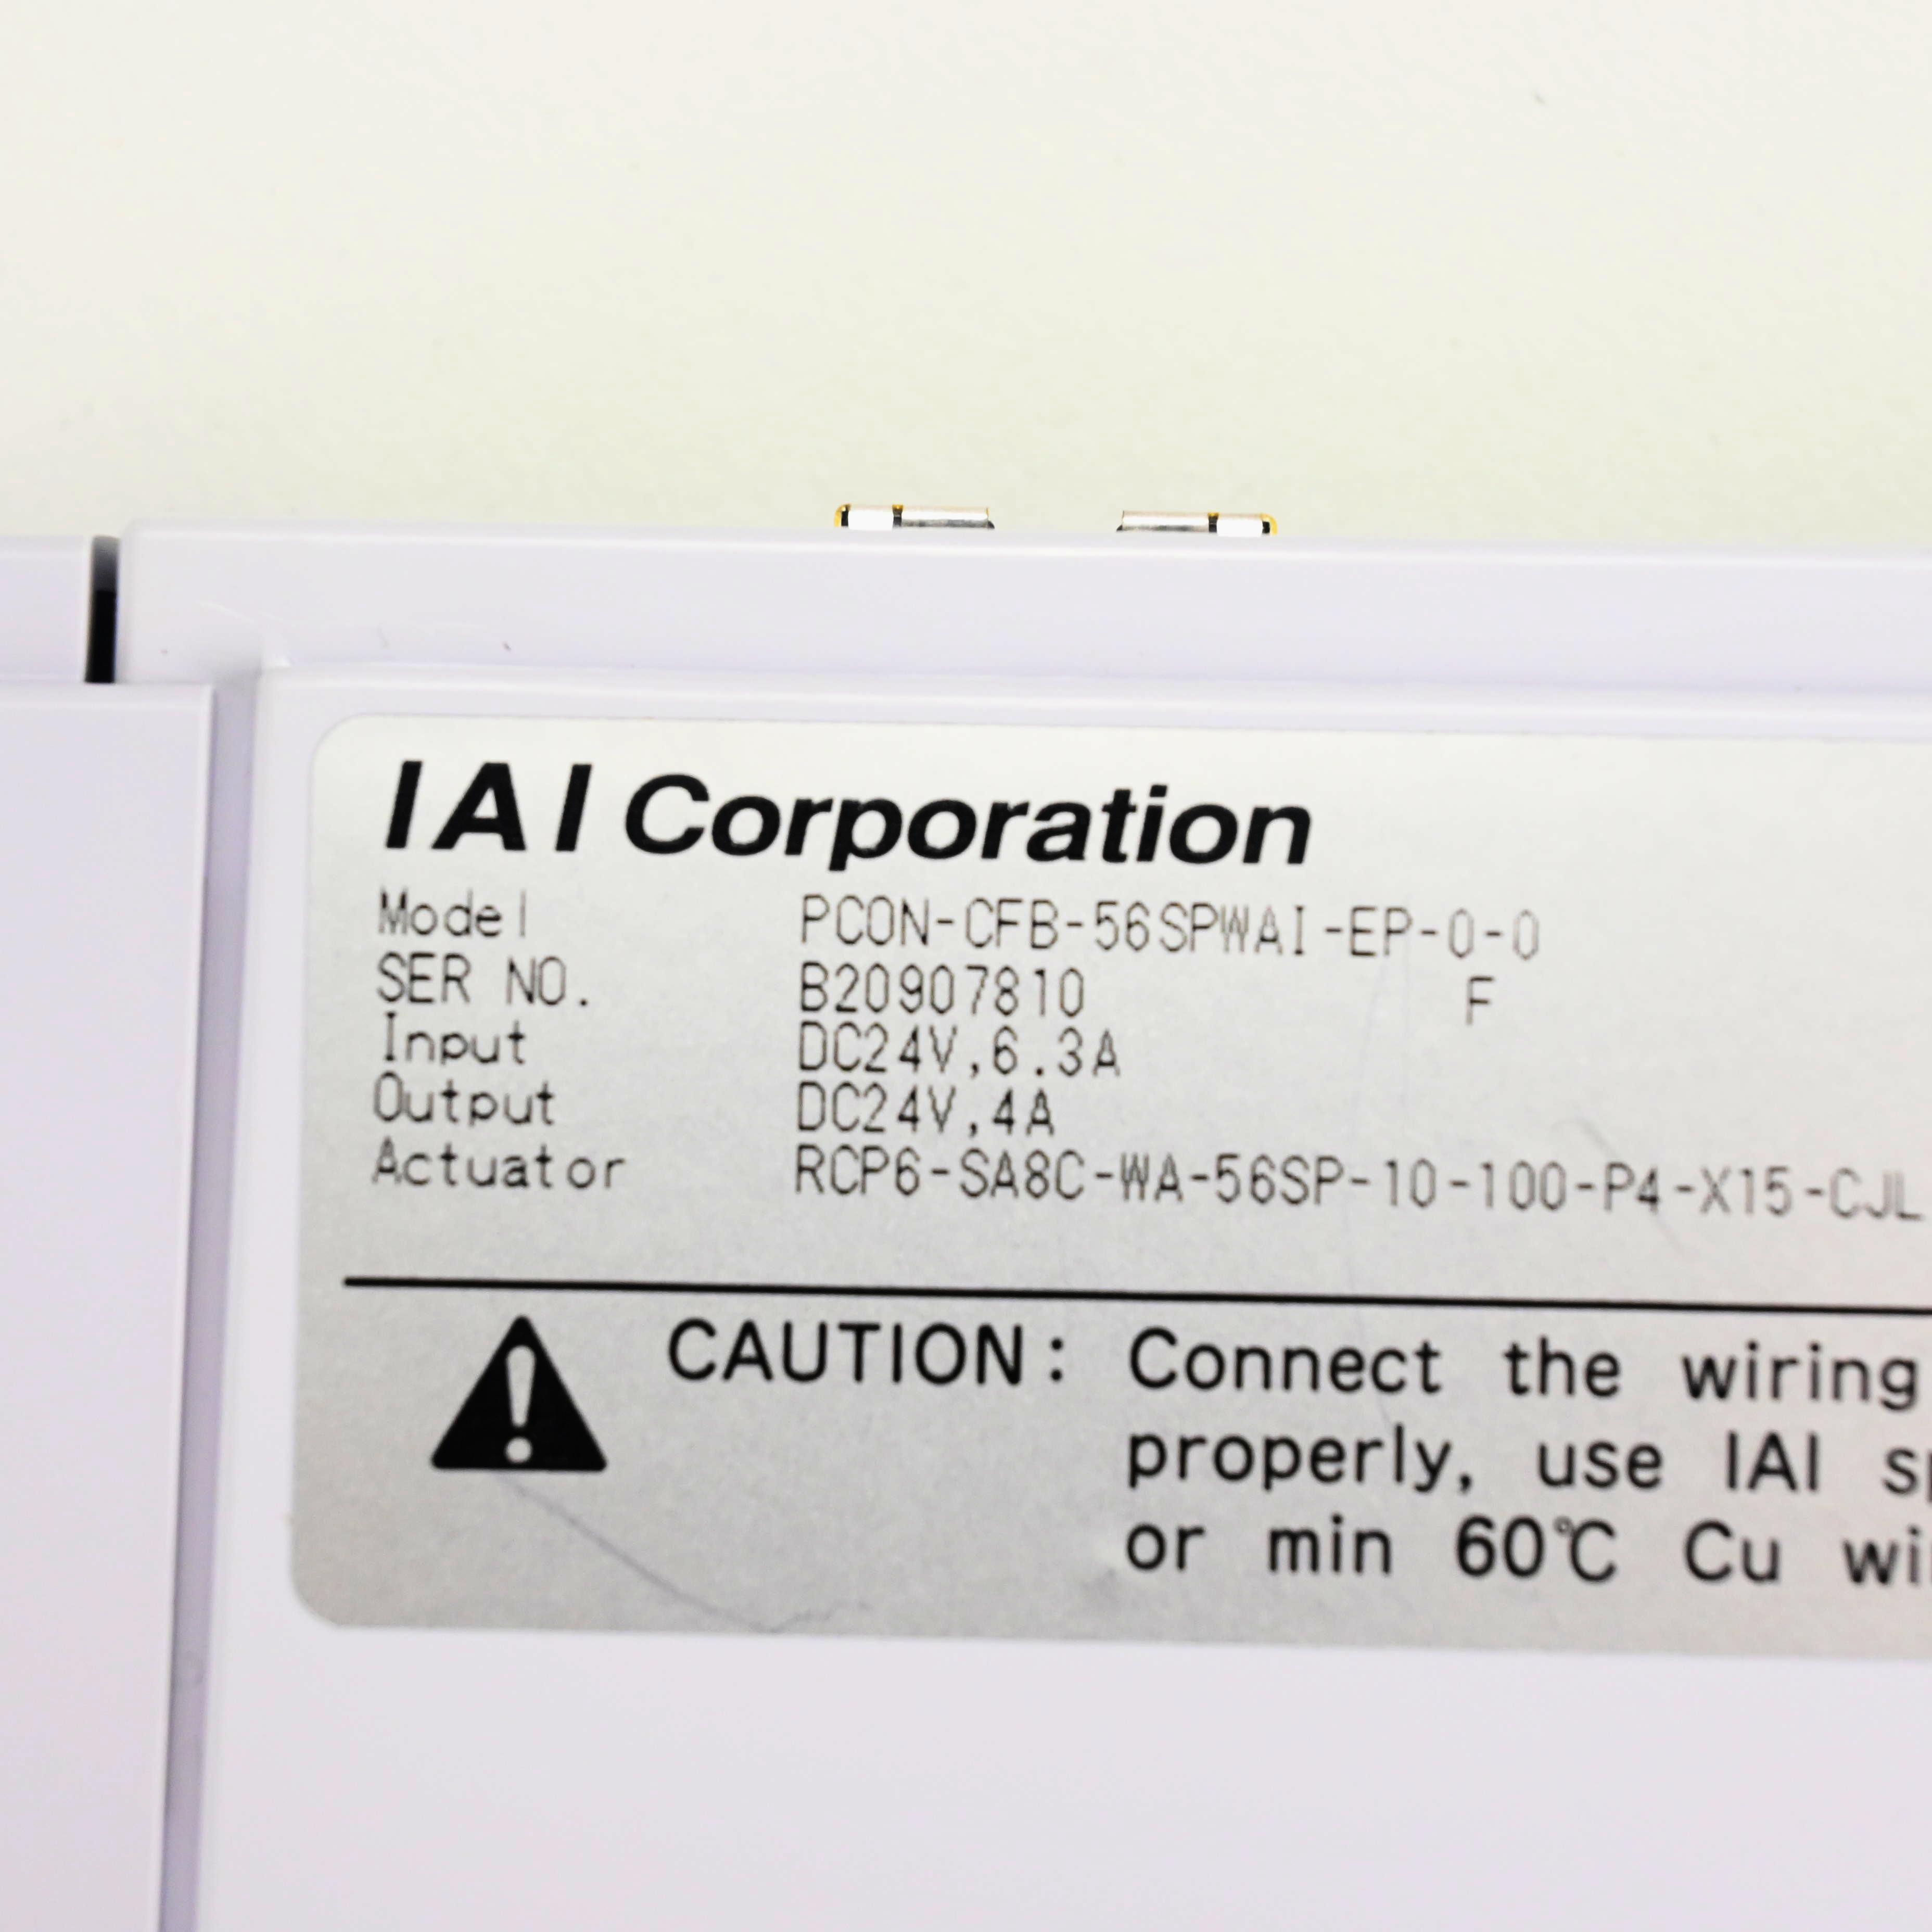 IAI Corporation
Model PCON-CFB-56SPWAI-EP-0-0
SER NO. B20907810 F
Input DC24V,6.3A
Output DC24V,4A
Actuator RCP6-SA8C-WA-56SP-10-100-P4-X15-CJL
CAUTION: Connect the wiring
properly, use IAI
or min 60℃ Cu